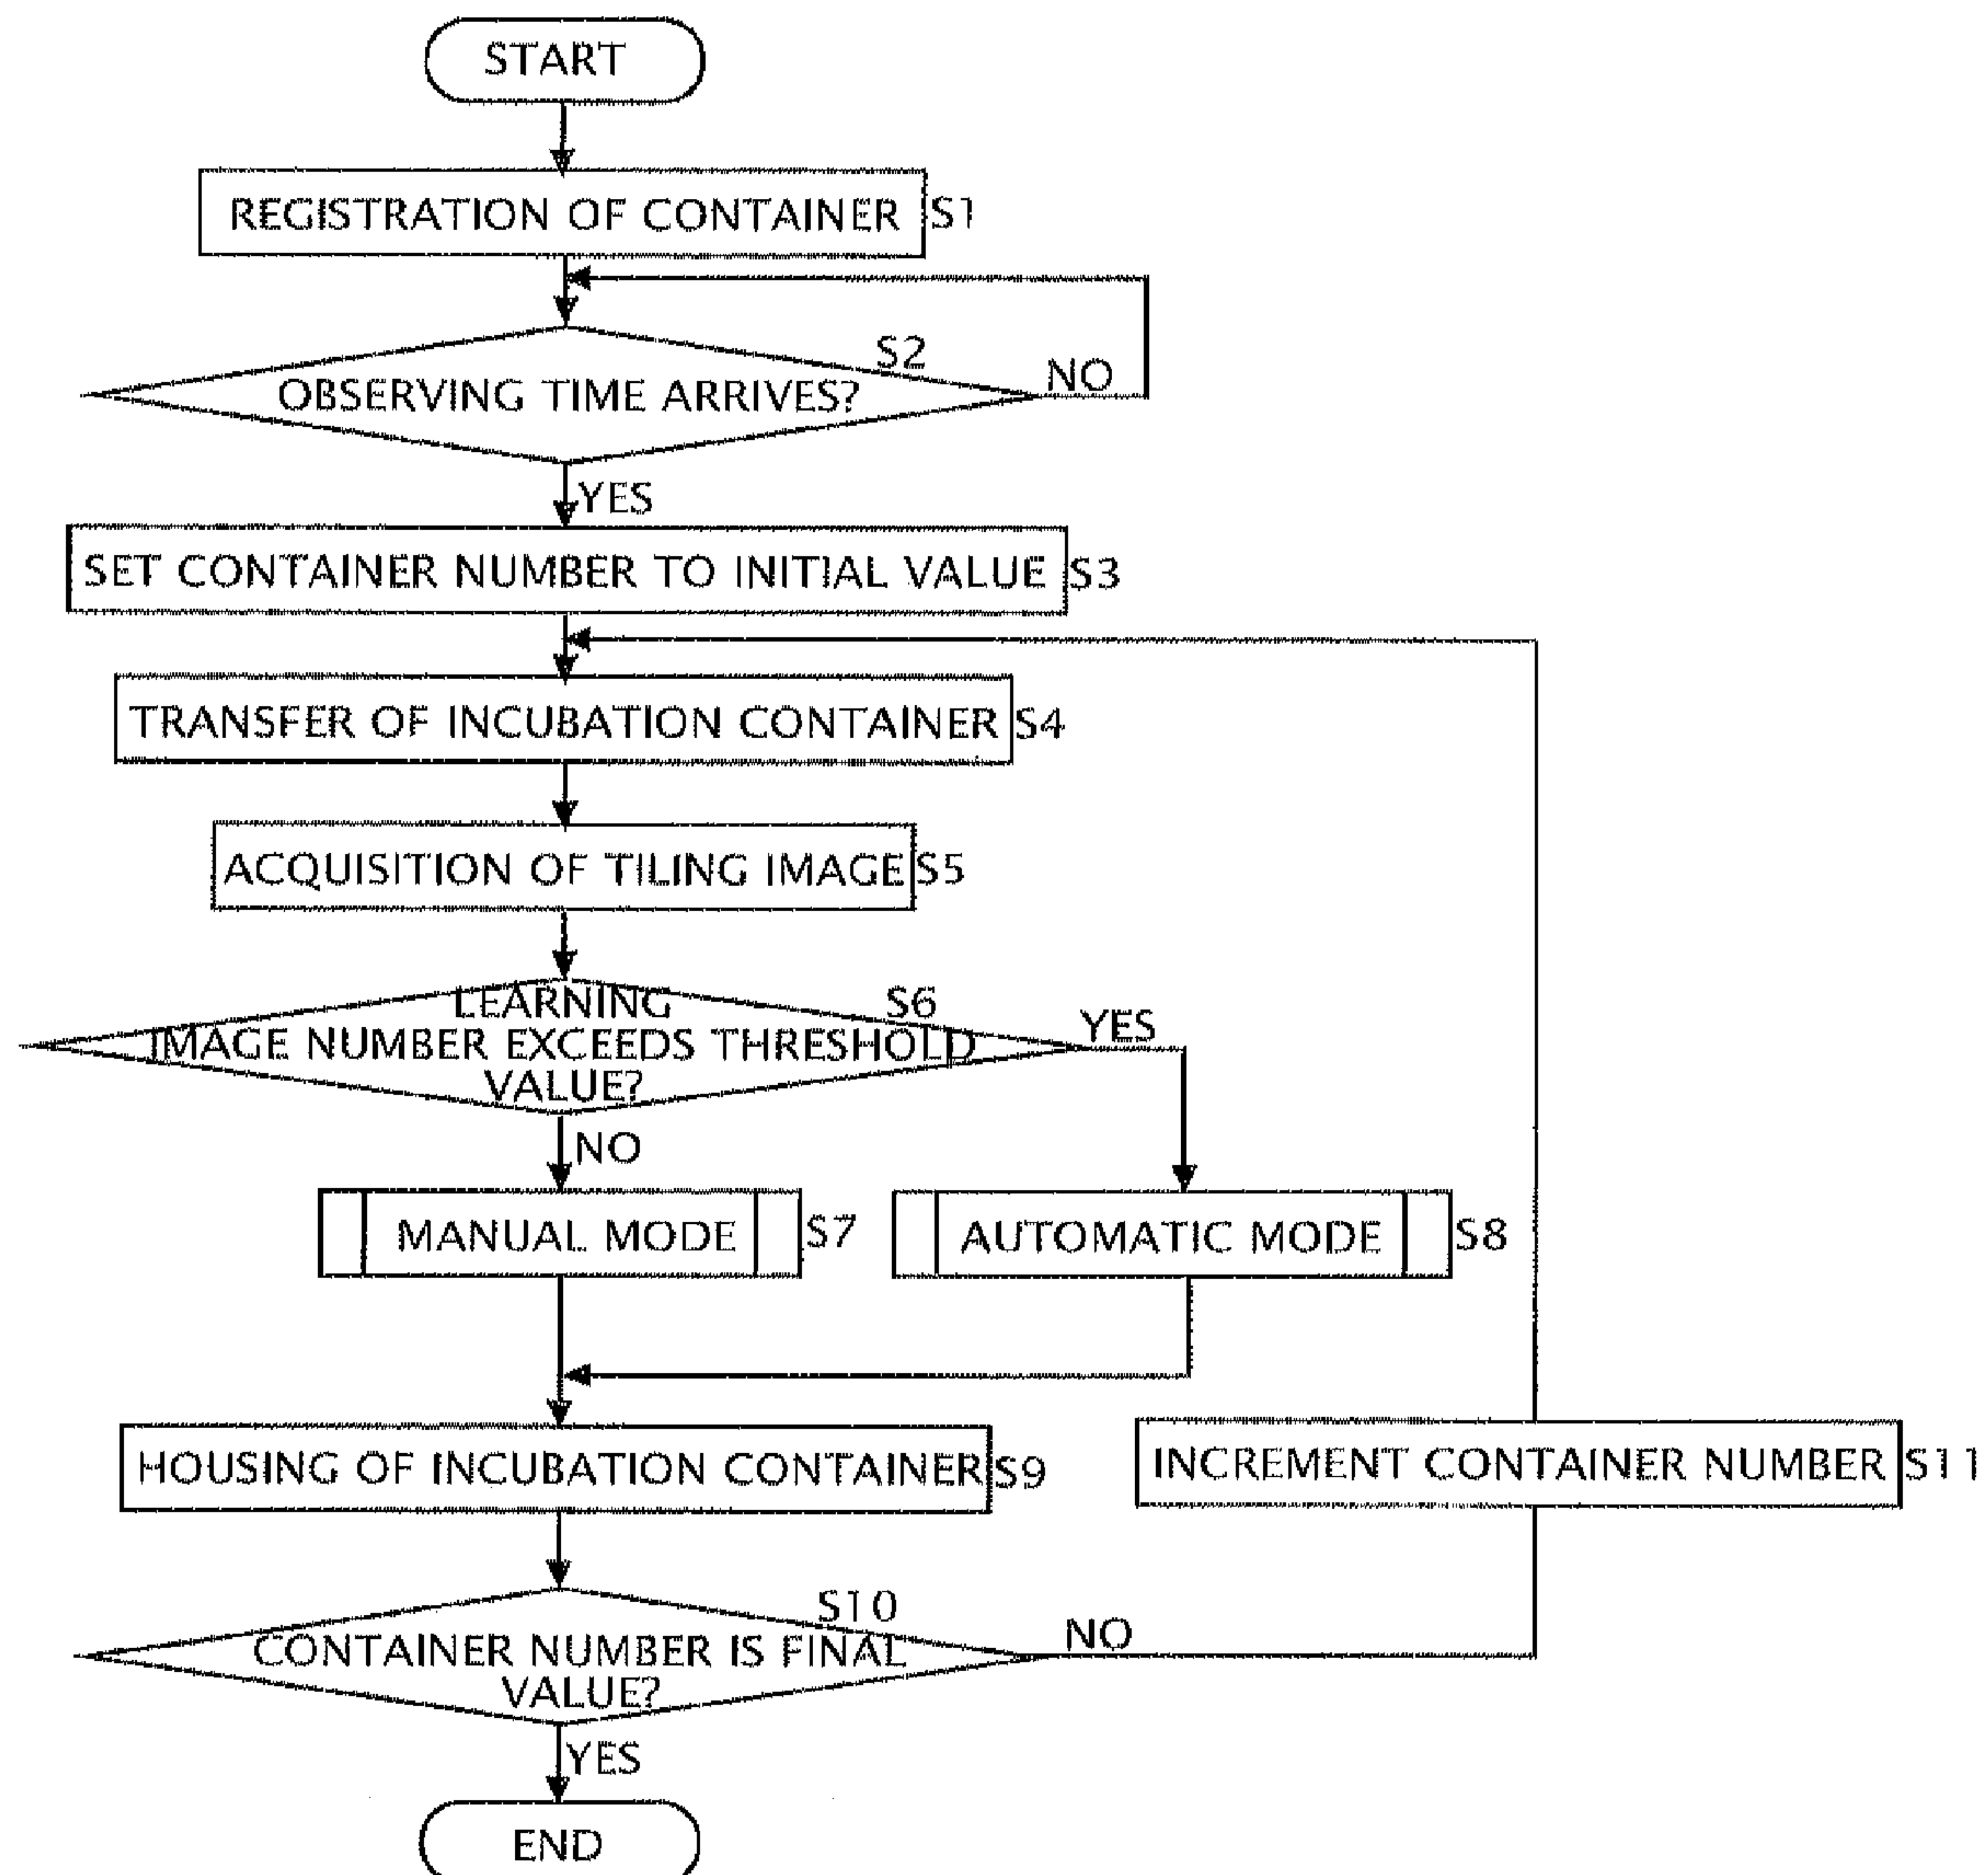 START
REGISTRATION OF CONTAINER S1
S2
OBSERVING TIME ARRIVES? NO
YES
SET CONTAINER NUMBER TO INITIAL VALUE S3
TRANSFER OF INCUBATION CONTAINER S4
ACQUISITION OF TILING IMAGE S5
S6
LEARNING
IMAGE NUMBER EXCEEDS THRESHOLD
VALUE?
YES
NO
MANUAL MODE S7
AUTOMATIC MODE S8
HOUSING OF INCUBATION CONTAINER S9
INCREMENT CONTAINER NUMBER S11
S10
CONTAINER NUMBER IS FINAL
VALUE?
NO
YES
END